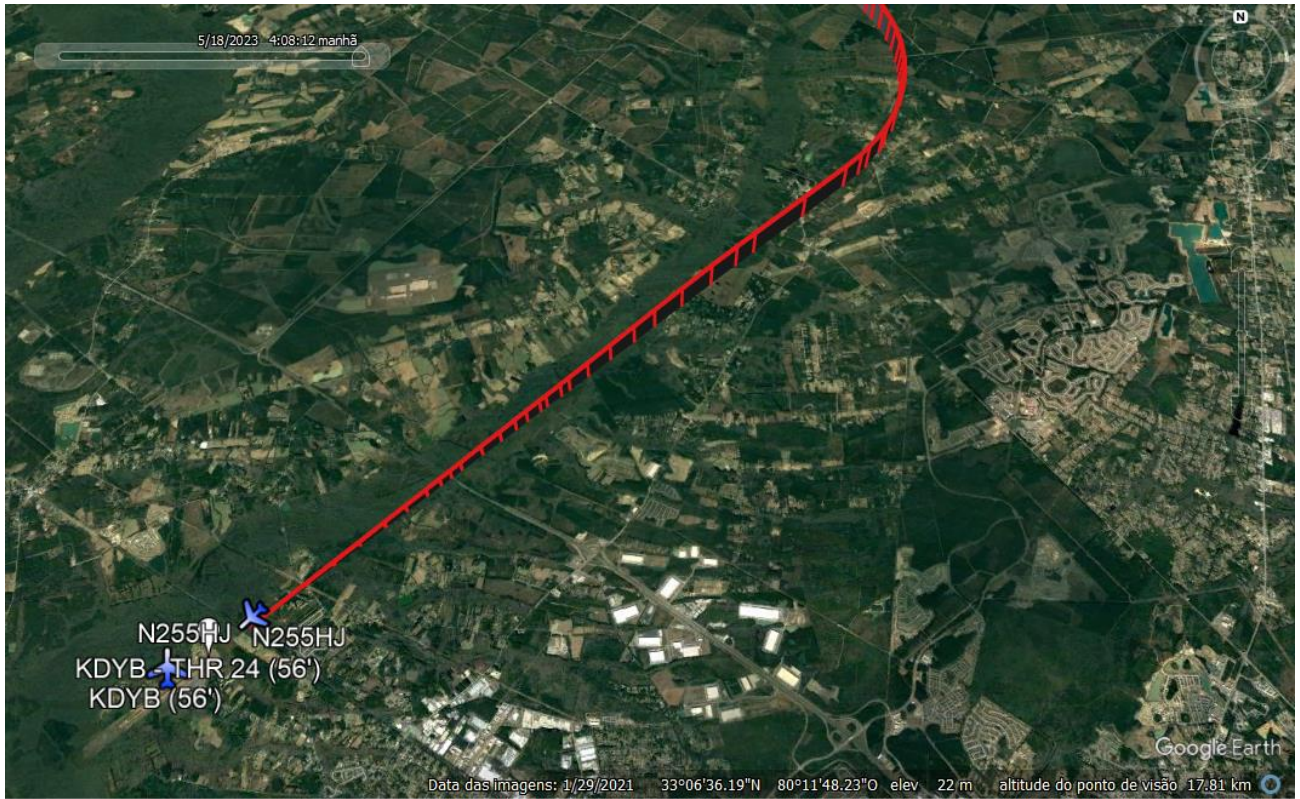 5/18/2023 4:08:12 manhã
N
N255HJ N255HJ
KDYB - THR 24 (56')
KDYB (56')
Google Earth
Data das imagens: 1/29/2021 33°06'36.19"N 80°11'48.23"O elev 22 m altitude do ponto de visão 17.81 km